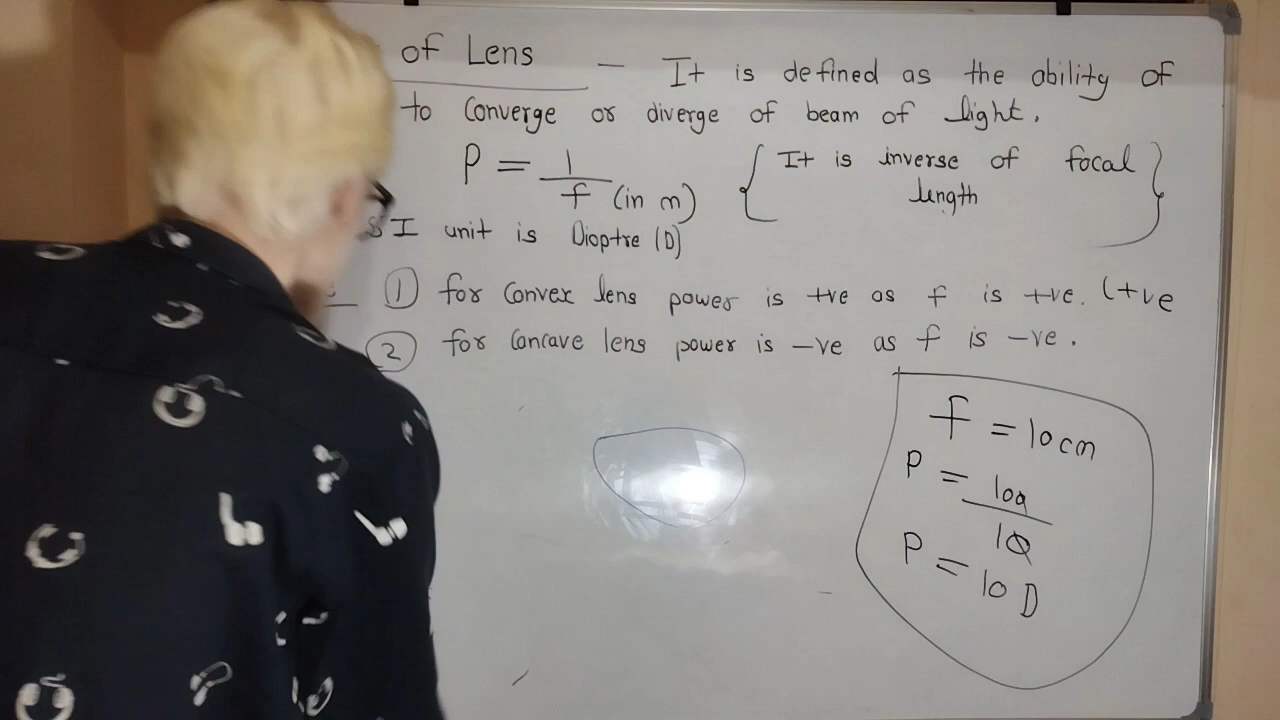 of Lens — It is defined as the ability of
to Converge or diverge of beam of light.
P = 1/f (in m) { It is inverse of focal length }
SI unit is Dioptre (D)
① for Convex lens power is +ve as f is +ve. (+ve
② for Concave lens power is -ve as f is -ve.
f = 10cm
P = 100/10
P = 10 D